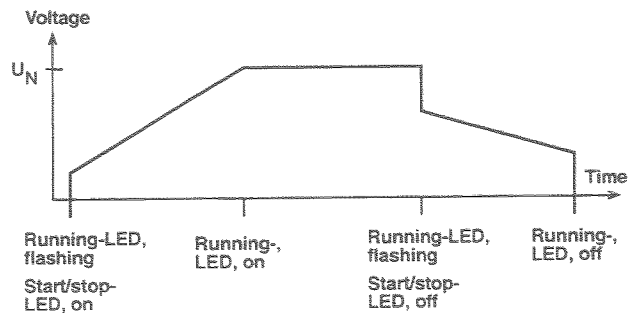 Voltage
U_N
Time
Running-LED,
flashing
Start/stop-
LED, on
Running-,
LED, on
Running-LED,
flashing
Start/stop-
LED, off
Running-,
LED, off